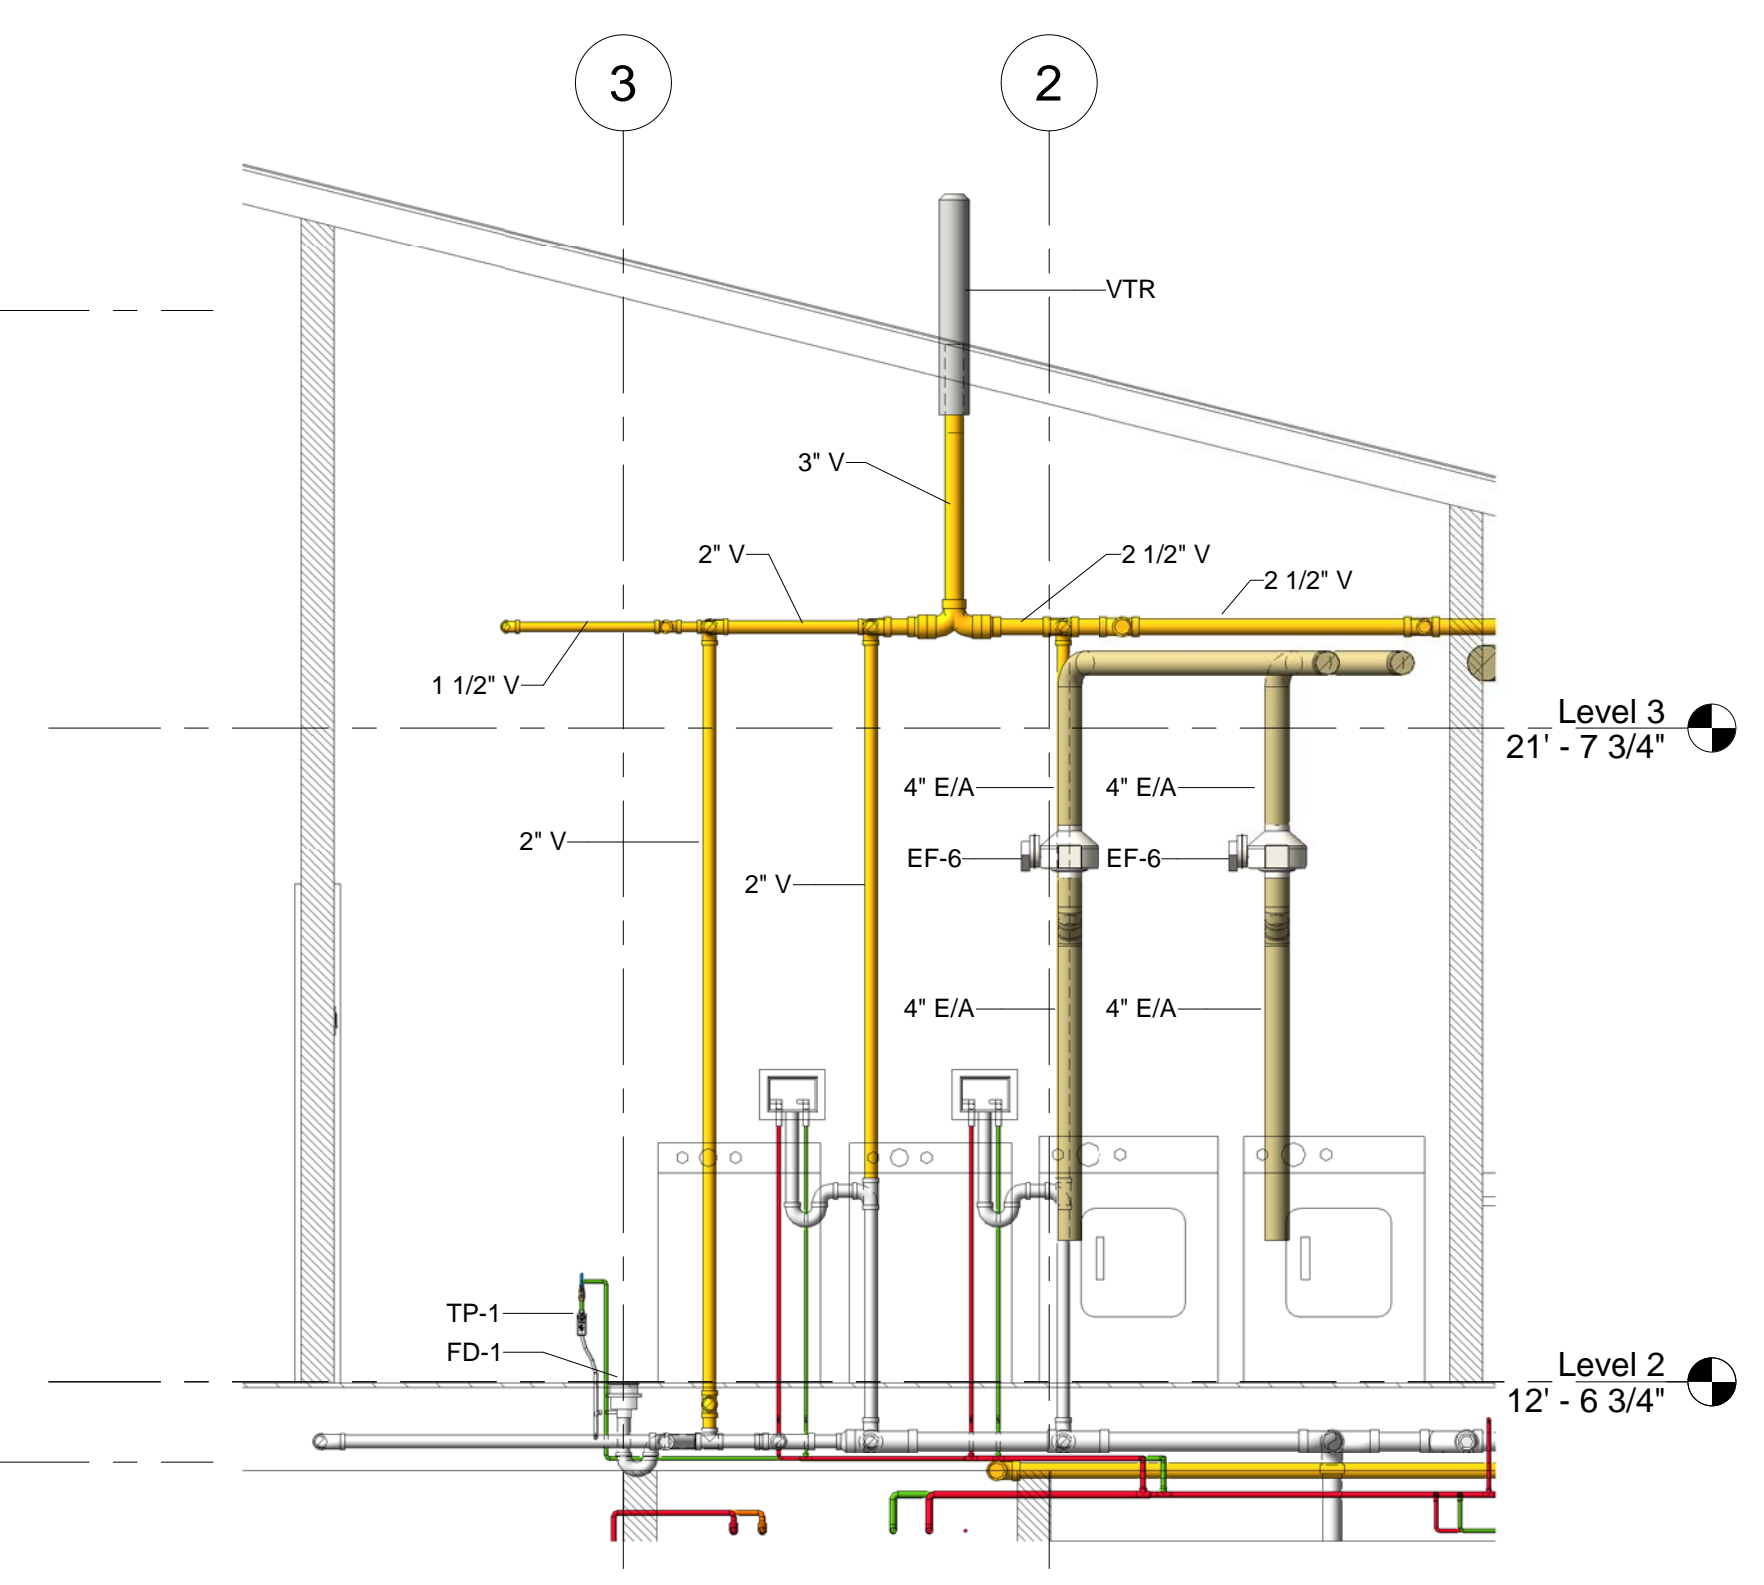 3
2
VTR
3" V
2" V
2 1/2" V
2 1/2" V
1 1/2" V
Level 3
21' - 7 3/4"
4" E/A
4" E/A
2" V
EF-6
EF-6
2" V
4" E/A
4" E/A
TP-1
FD-1
Level 2
12' - 6 3/4"